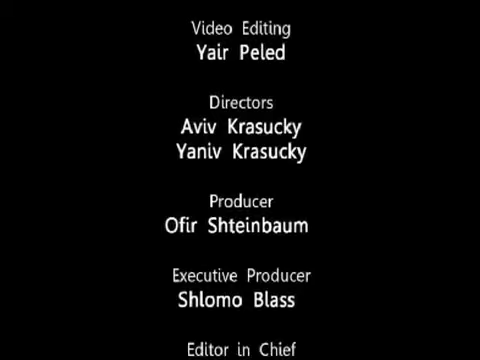 Video Editing
Yair Peled
Directors
Aviv Krasucky
Yaniv Krasucky
Producer
Ofir Shteinbaum
Executive Producer
Shlomo Blass
Editor in Chief